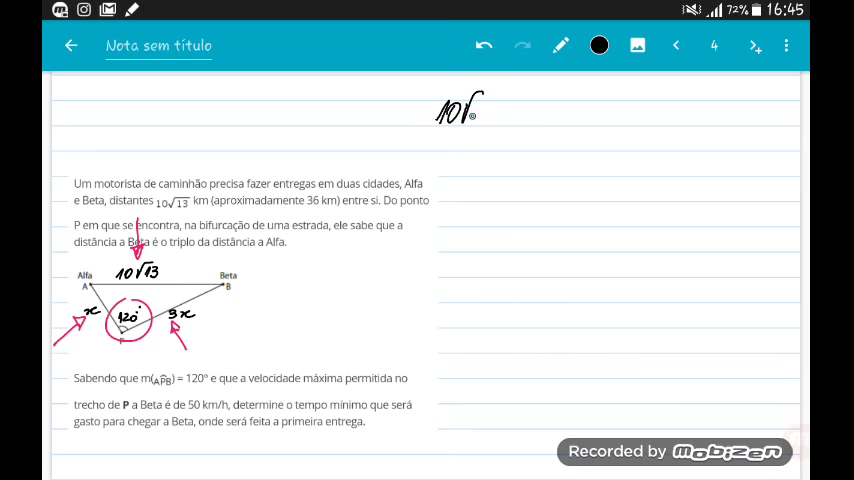 72% 16:45
Nota sem título
4
10√
Um motorista de caminhão precisa fazer entregas em duas cidades, Alfa
e Beta, distantes 10√13 km (aproximadamente 36 km) entre si. Do ponto
P em que se encontra, na bifurcação de uma estrada, ele sabe que a
distância a Beta é o triplo da distância a Alfa.
Alfa 10√13 Beta
A B
x 120° 3x
P
Sabendo que m(APB) = 120° e que a velocidade máxima permitida no
trecho de P a Beta é de 50 km/h, determine o tempo mínimo que será
gasto para chegar a Beta, onde será feita a primeira entrega.
Recorded by mobizen